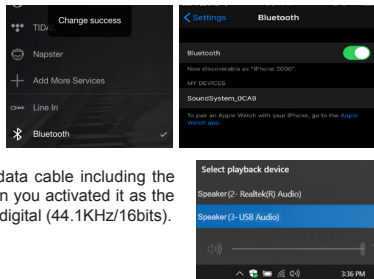 Change success
TIDAL
Napster
Add More Services
Line In
Bluetooth
Settings
Bluetooth
Bluetooth
Now discoverable as "iPhone 2000".
MY DEVICES
SoundSystem_0CA9
To pair an Apple Watch with your iPhone, go to the Apple
Watch app.
data cable including the
n you activated it as the
digital (44.1KHz/16bits).
Select playback device
Speaker(2- Realtek(R) Audio)
Speaker(3- USB Audio)
3:36 PM